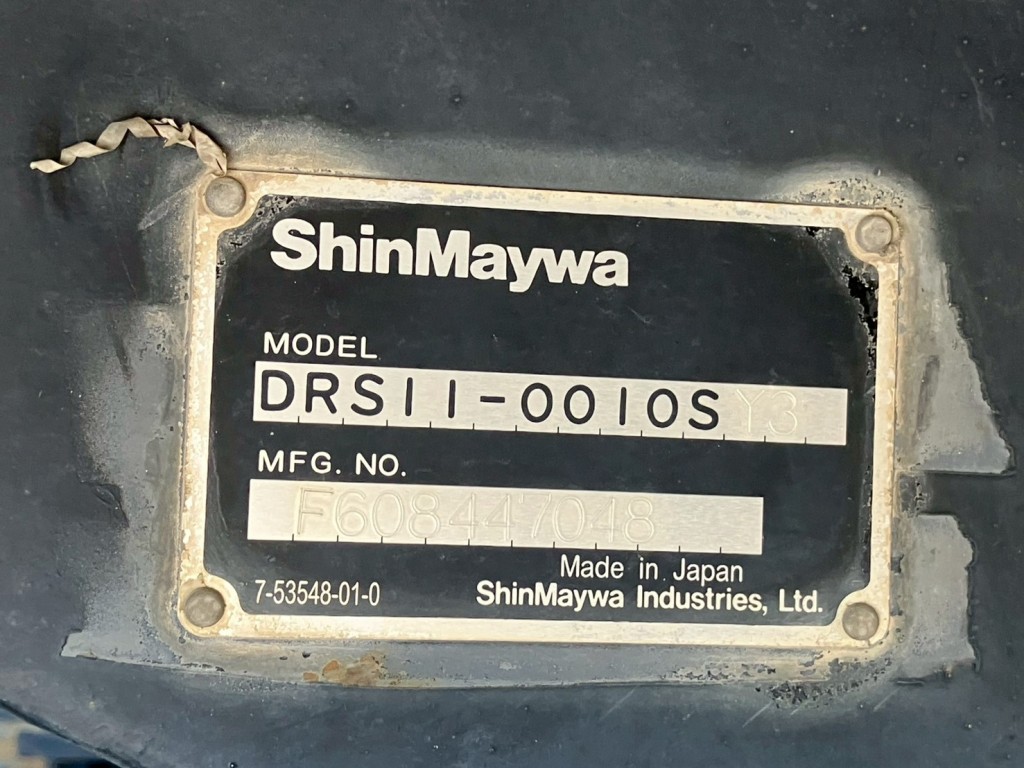 ShinMaywa
MODEL
DRS11-0010SY3
MFG. NO.
F608447048
Made in Japan
7-53548-01-0
ShinMaywa Industries, Ltd.